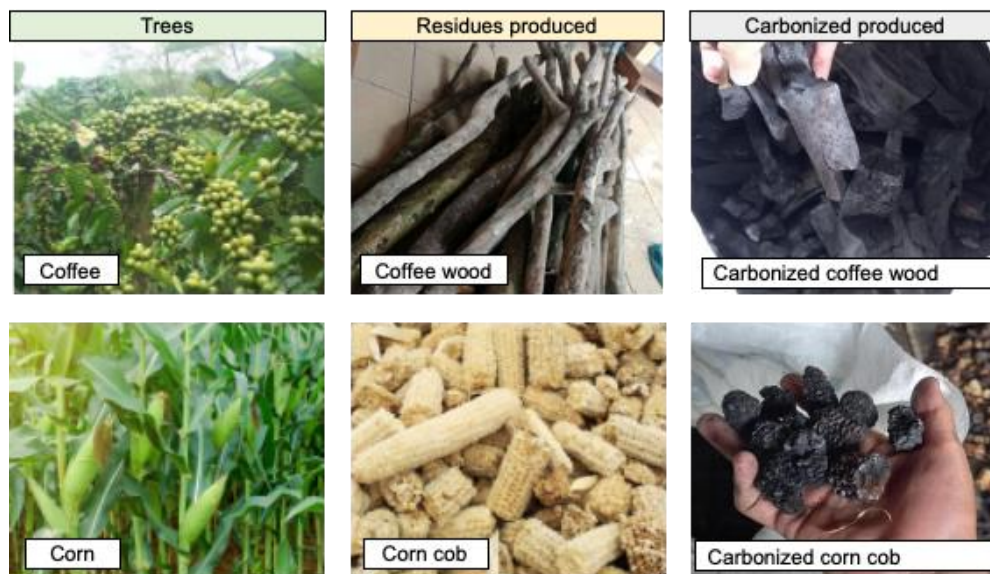 Trees
Residues produced
Carbonized produced
Coffee
Coffee wood
Carbonized coffee wood
Corn
Corn cob
Carbonized corn cob